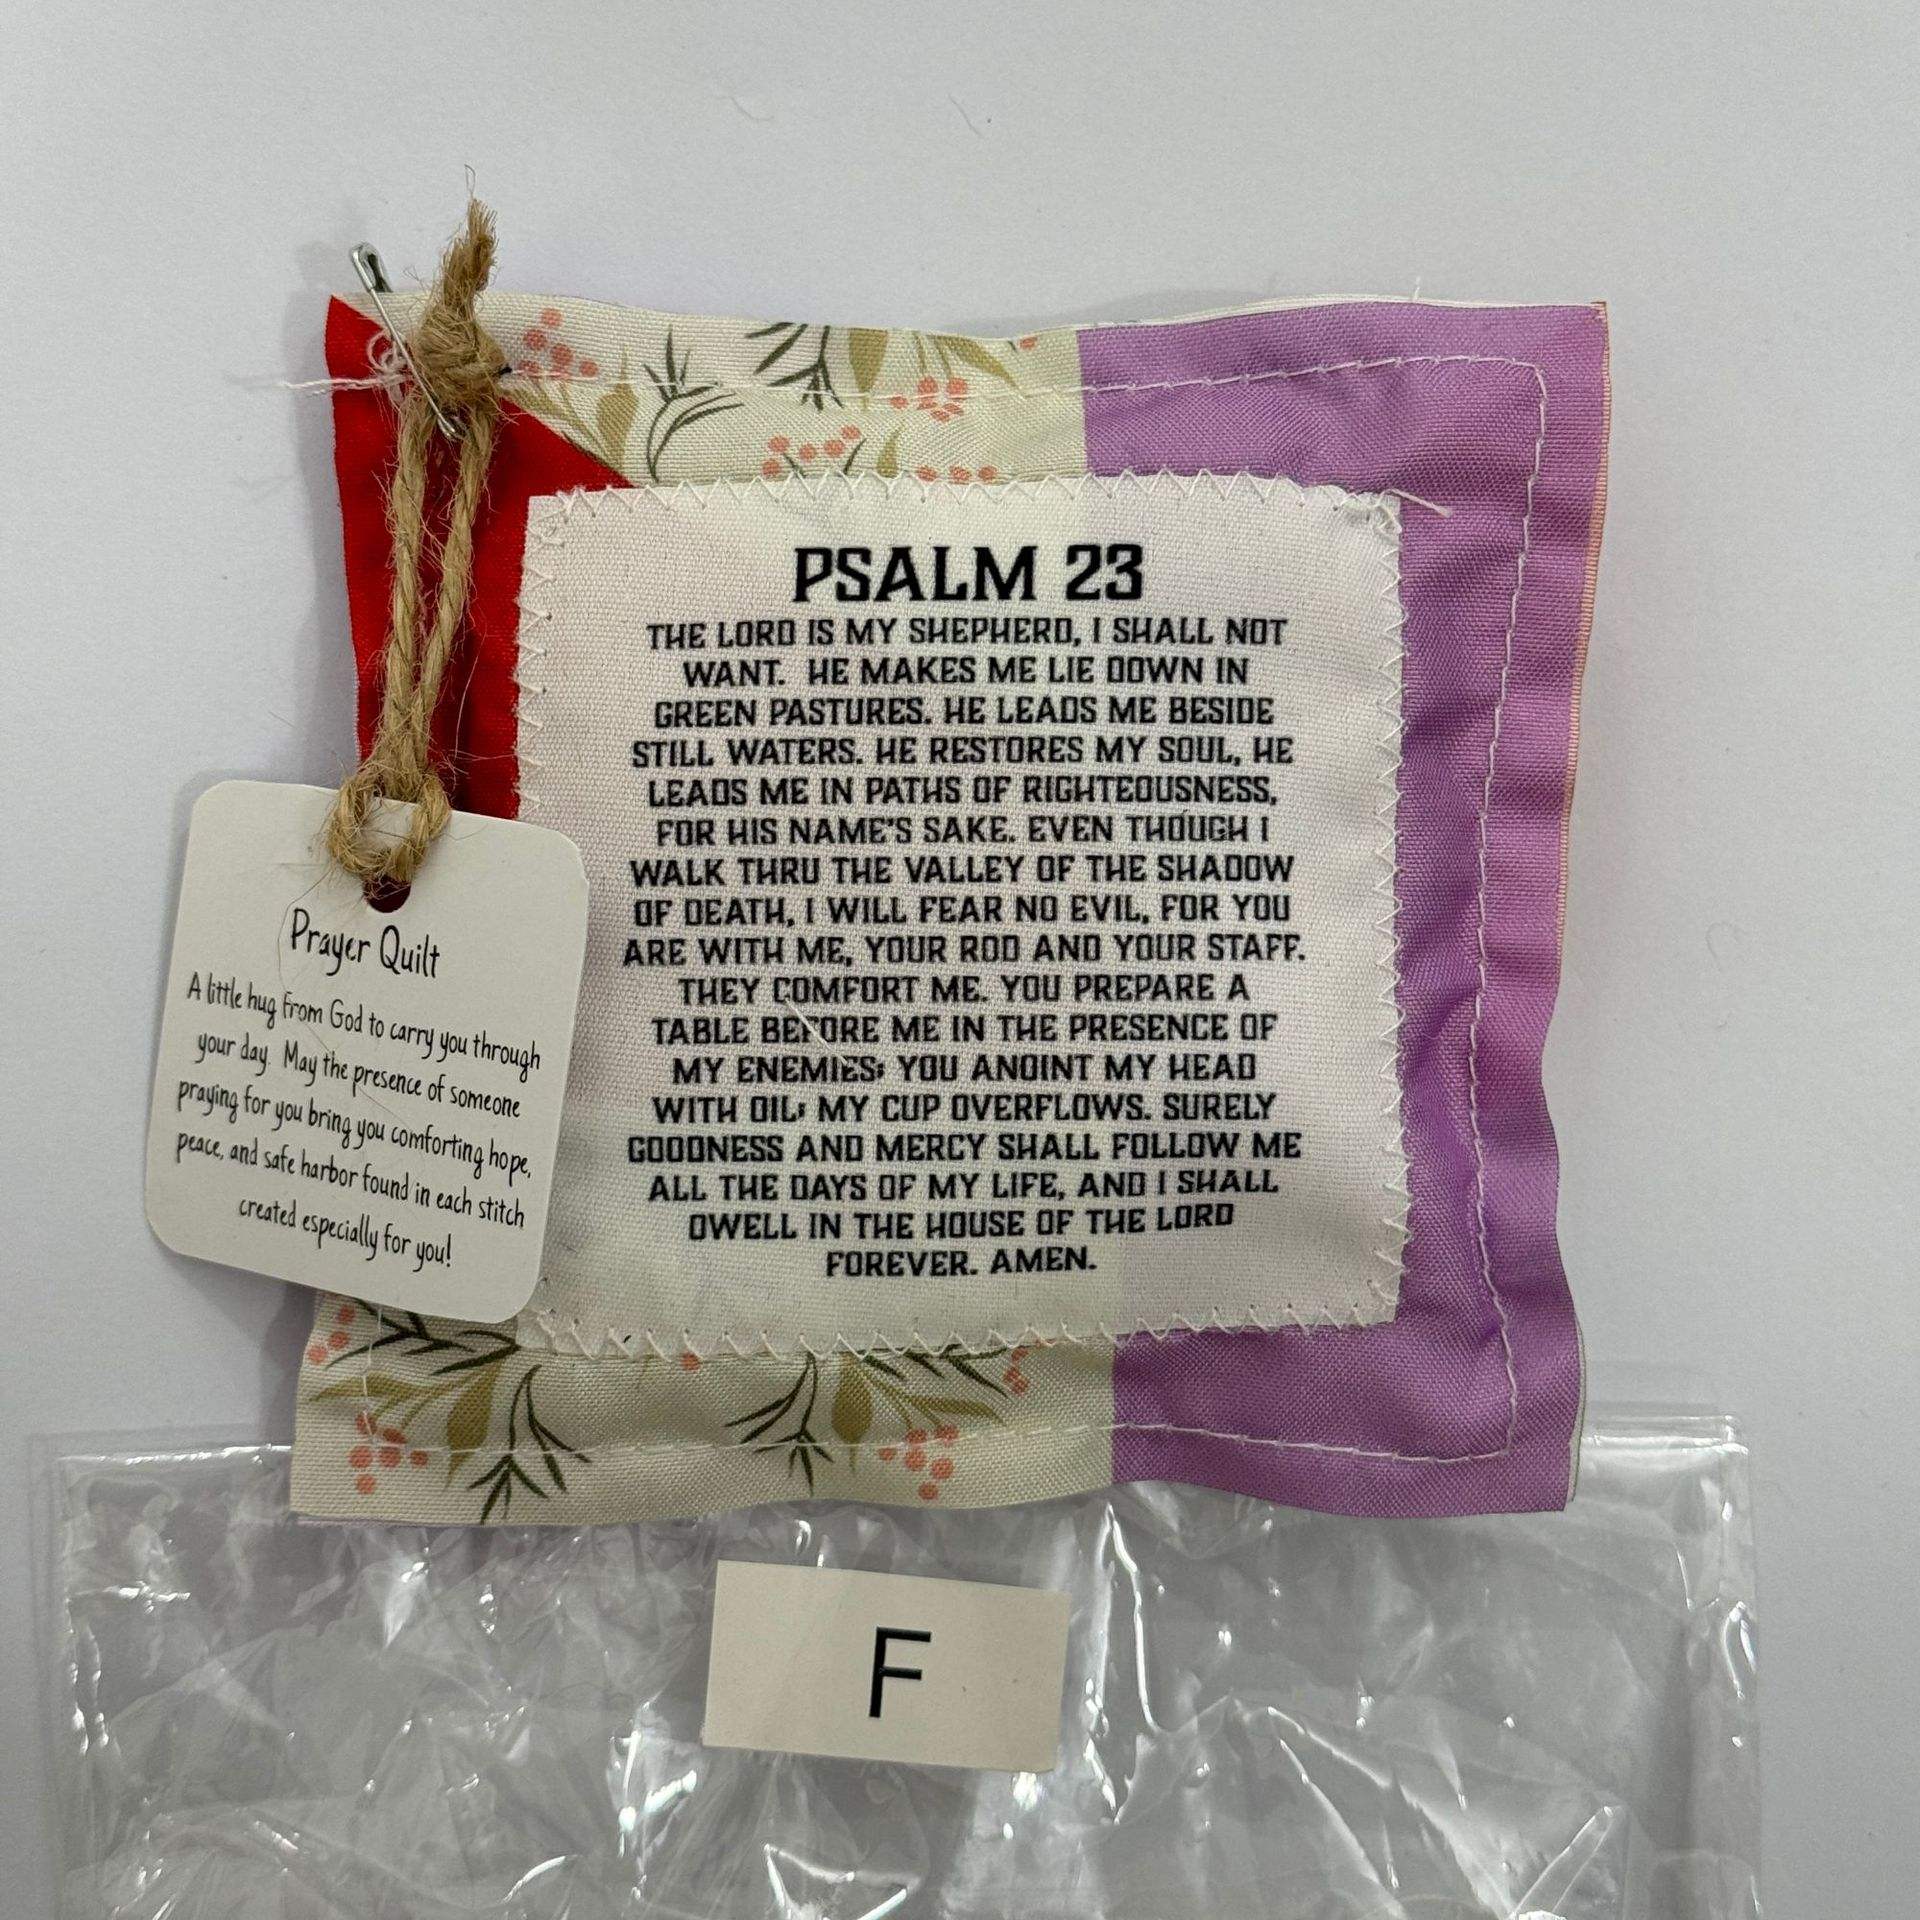 PSALM 23
THE LORD IS MY SHEPHERD, I SHALL NOT
WANT. HE MAKES ME LIE DOWN IN
GREEN PASTURES. HE LEADS ME BESIDE
STILL WATERS. HE RESTORES MY SOUL, HE
LEADS ME IN PATHS OF RIGHTEOUSNESS,
FOR HIS NAME'S SAKE. EVEN THOUGH I
WALK THRU THE VALLEY OF THE SHADOW
OF DEATH, I WILL FEAR NO EVIL, FOR YOU
ARE WITH ME, YOUR ROD AND YOUR STAFF.
THEY COMFORT ME. YOU PREPARE A
TABLE BEFORE ME IN THE PRESENCE OF
MY ENEMIES; YOU ANOINT MY HEAD
WITH OIL; MY CUP OVERFLOWS. SURELY
GOODNESS AND MERCY SHALL FOLLOW ME
ALL THE DAYS OF MY LIFE, AND I SHALL
DWELL IN THE HOUSE OF THE LORD
FOREVER. AMEN.
Prayer Quilt
A little hug from God to carry you through
your day. May the presence of someone
praying for you bring you comforting hope,
peace, and safe harbor found in each stitch
created especially for you!
F